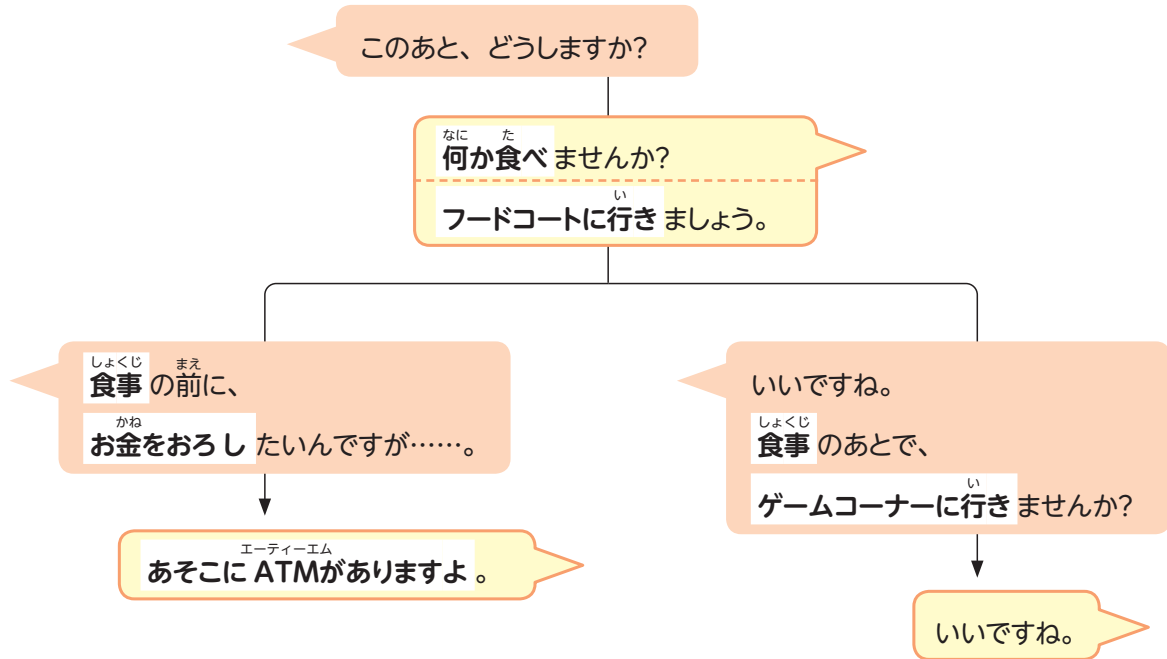 このあと、どうしますか?
なに た
何か食べませんか?
い
フードコートに行きましょう。
しょくじ まえ
食事の前に、
かね
お金をおろしたいんですが……。
エーティーエム
あそこにATMがありますよ。
いいですね。
しょくじ
食事のあとで、
い
ゲームコーナーに行きませんか?
いいですね。